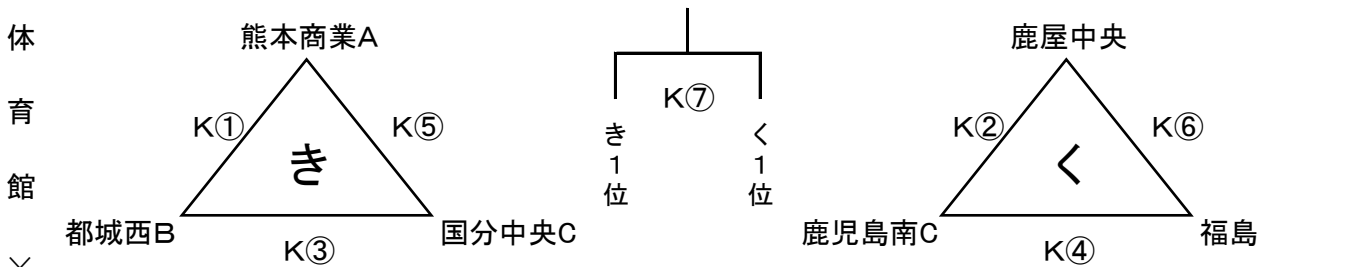 体育館
熊本商業A
K①
K⑤
き
都城西B
K③
国分中央C
K⑦
き1位
く1位
鹿屋中央
K②
K⑥
く
鹿児島南C
K④
福島